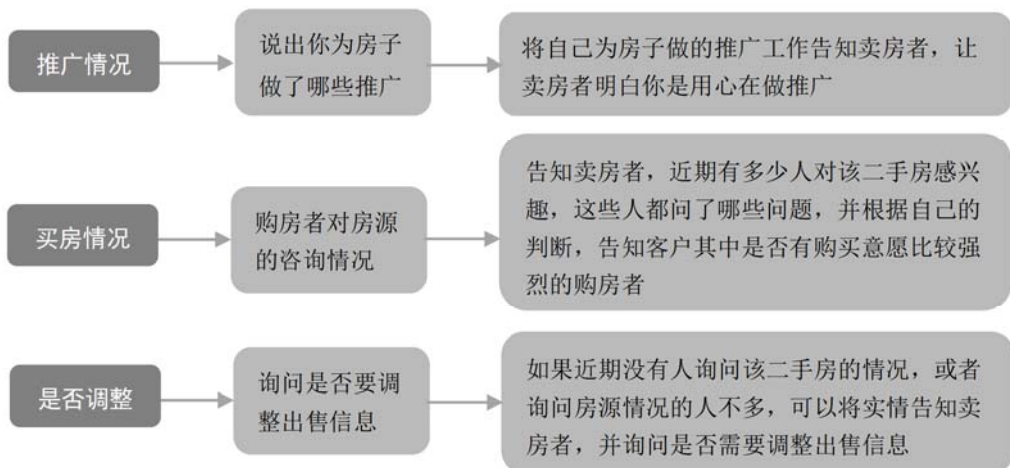 推广情况
说出你为房子
做了哪些推广
将自己为房子做的推广工作告知卖房者，让
卖房者明白你是用心在做推广
买房情况
购房者对房源
的咨询情况
告知卖房者，近期有多少人对该二手房感兴
趣，这些人都问了哪些问题，并根据自己的
判断，告知客户其中是否有购买意愿比较强
烈的购房者
是否调整
询问是否要调
整出售信息
如果近期没有人询问该二手房的情况，或者
询问房源情况的人不多，可以将实情告知卖
房者，并询问是否需要调整出售信息